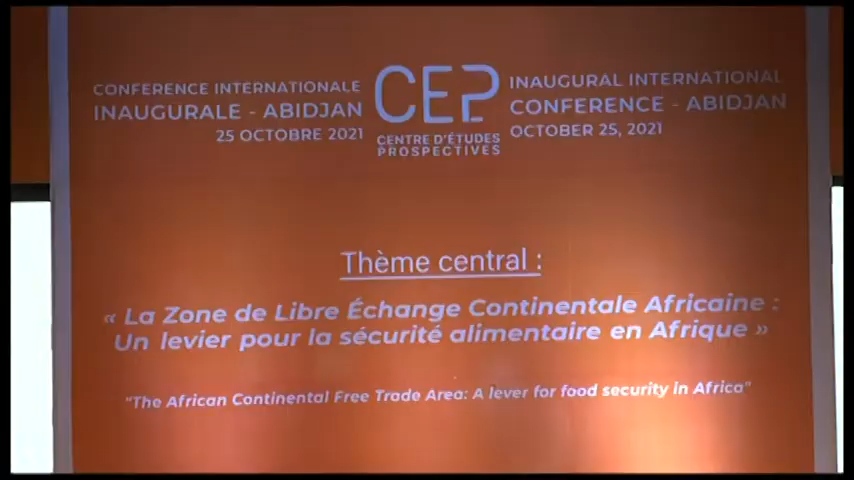 CONFERENCE INTERNATIONALE
INAUGURALE - ABIDJAN
25 OCTOBRE 2021
CEP
CENTRE D'ÉTUDES
PROSPECTIVES
INAUGURAL INTERNATIONAL
CONFERENCE - ABIDJAN
OCTOBER 25, 2021
Thème central :
« La Zone de Libre Échange Continentale Africaine :
Un levier pour la sécurité alimentaire en Afrique »
"The African Continental Free Trade Area: A lever for food security in Africa"